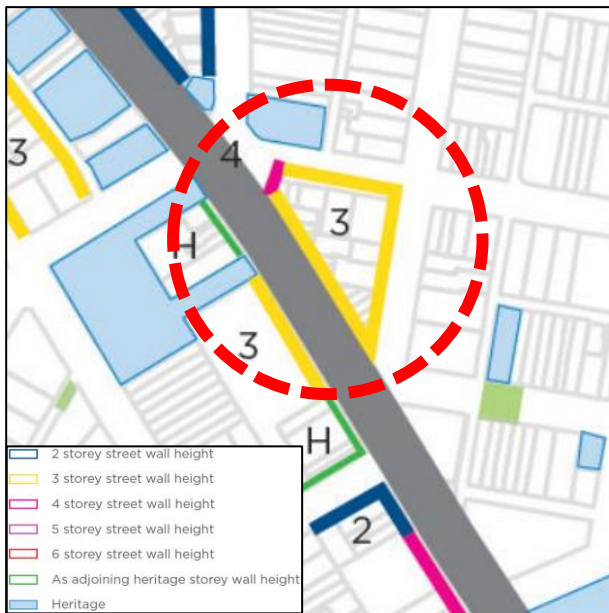 4
3
3
H
3
H
2
2 storey street wall height
3 storey street wall height
4 storey street wall height
5 storey street wall height
6 storey street wall height
As adjoining heritage storey wall height
Heritage